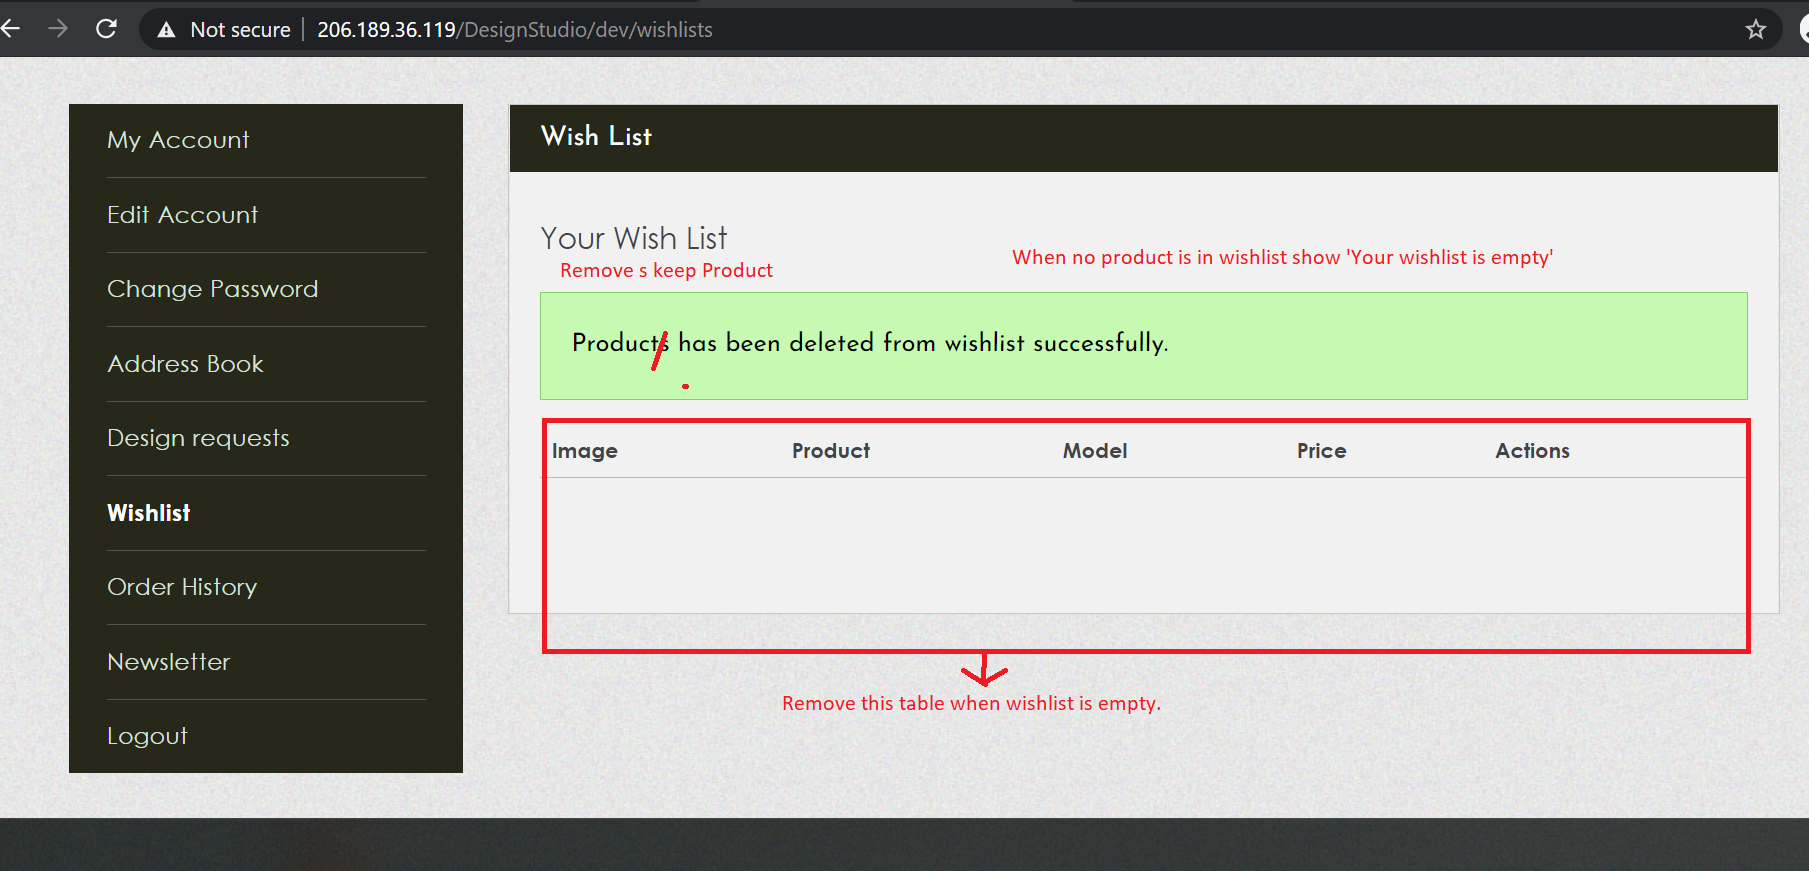 Not secure | 206.189.36.119/DesignStudio/dev/wishlists
My Account
Edit Account
Change Password
Address Book
Design requests
Wishlist
Order History
Newsletter
Logout
Wish List
Your Wish List
Remove s keep Product
When no product is in wishlist show 'Your wishlist is empty'
Products has been deleted from wishlist successfully.
Image Product Model Price Actions
Remove this table when wishlist is empty.